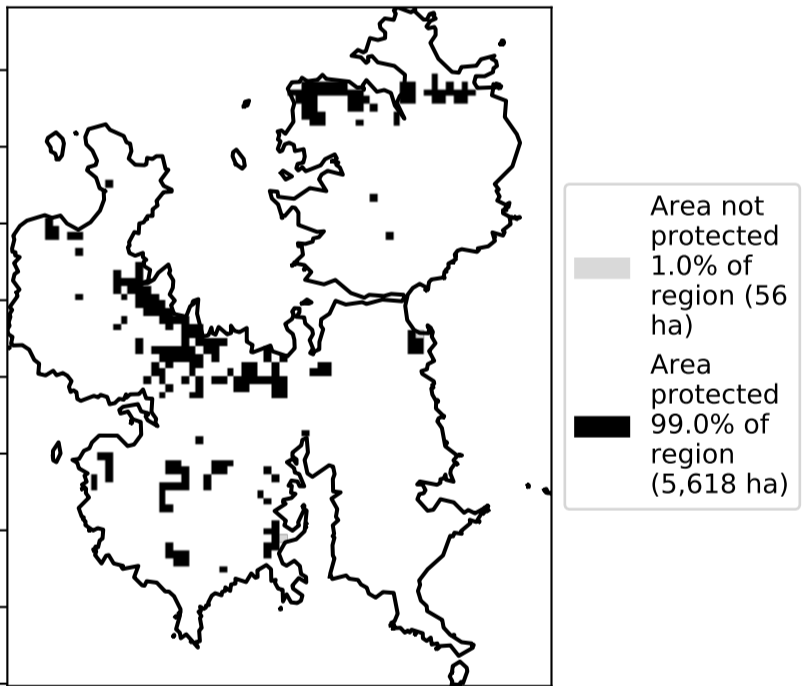 Area not
protected
1.0% of
region (56
ha)
Area
protected
99.0% of
region
(5,618 ha)